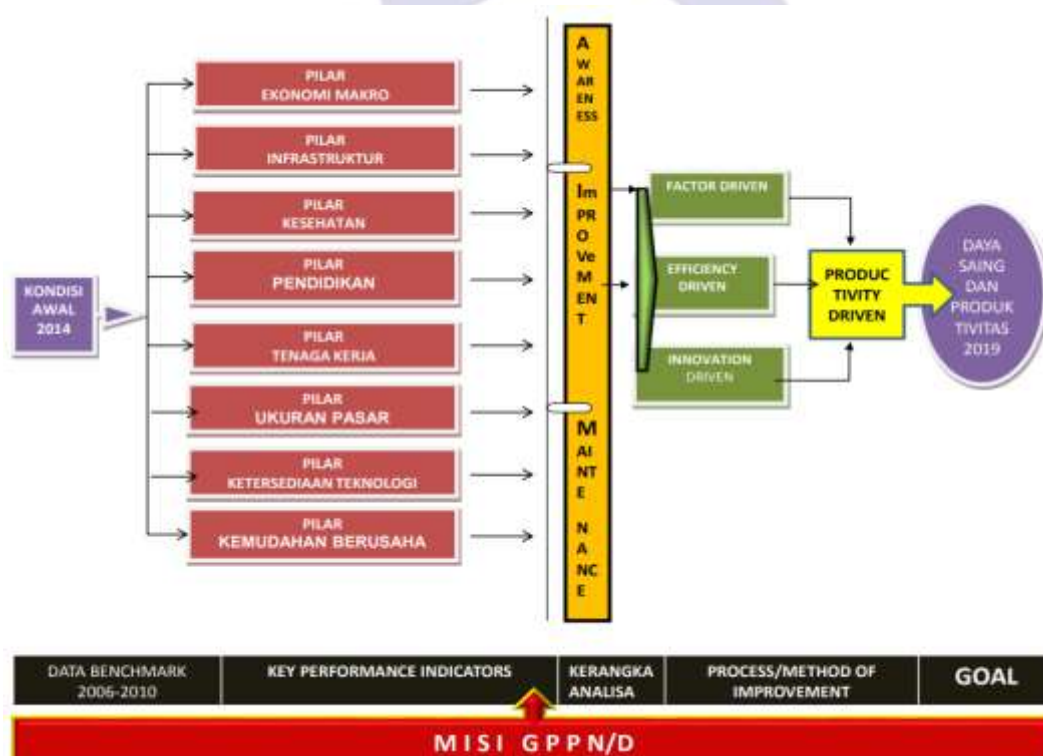 KONDISI
AWAL
2014
PILAR
EKONOMI MAKRO
PILAR
INFRASTRUKTUR
PILAR
KESEHATAN
PILAR
PENDIDIKAN
PILAR
TENAGA KERJA
PILAR
UKURAN PASAR
PILAR
KETERSEDIAAN TEKNOLOGI
PILAR
KEMUDAHAN BERUSAHA
A
W
AR
EN
ESS
Im
PR
O
Ve
M
EN
T
M
AI
NT
E
N
A
NC
E
FACTOR DRIVEN
EFFICIENCY
DRIVEN
INNOVATION
DRIVEN
PRODUC
TIVITY
DRIVEN
DAYA
SAING
DAN
PRODUK
TIVITAS
2019
DATA BENCHMARK
2006-2010
KEY PERFORMANCE INDICATORS
KERANGKA
ANALISA
PROCESS/METHOD OF
IMPROVEMENT
GOAL
MISI GPPN/D